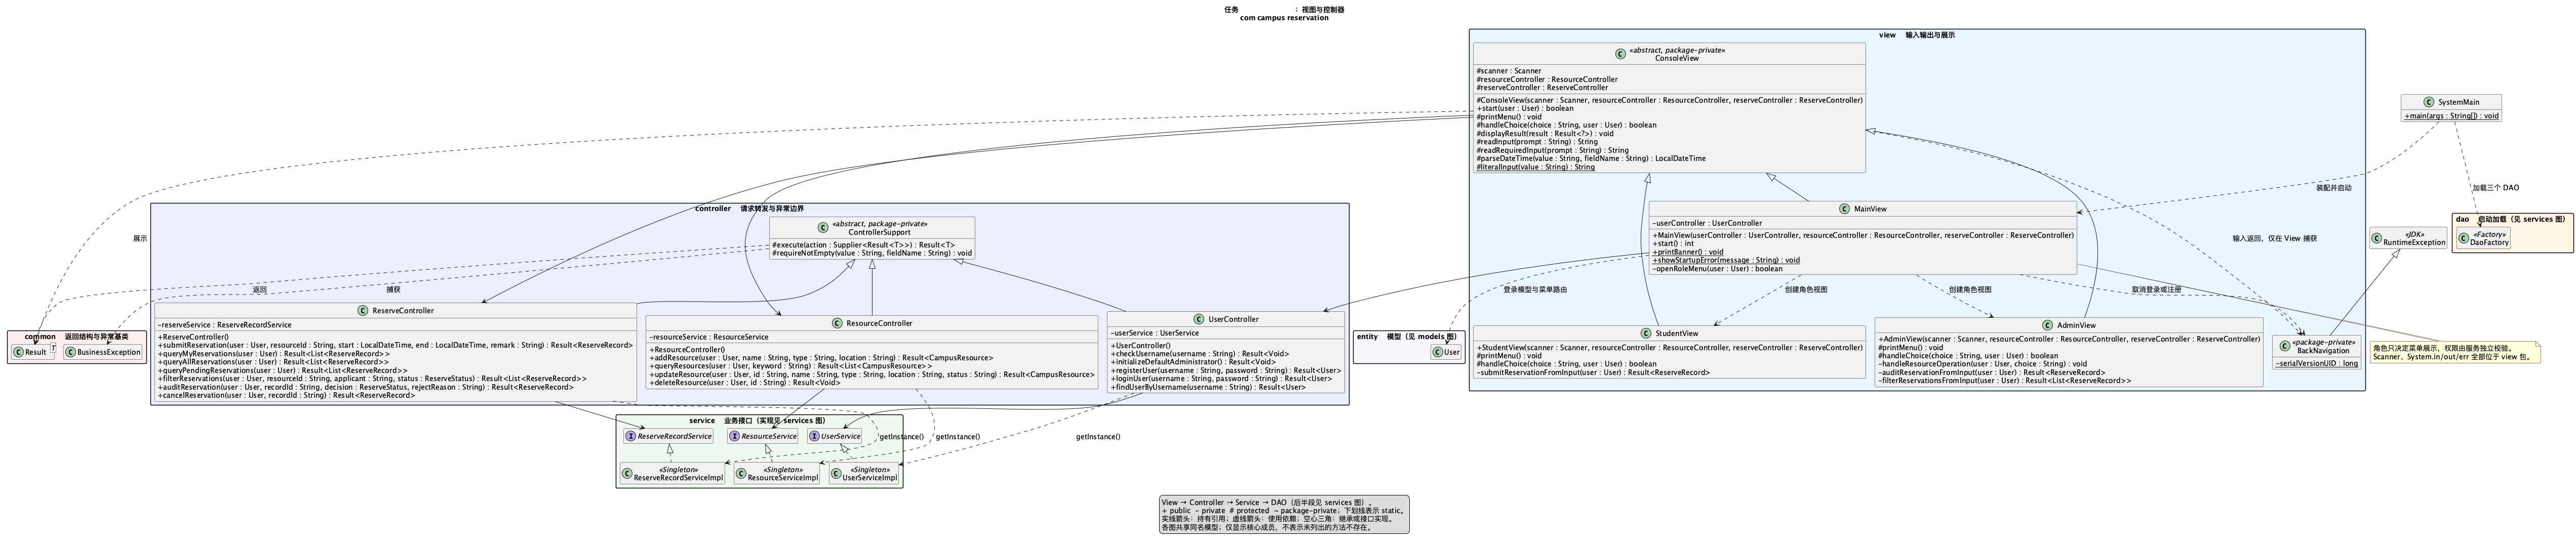 任务 ：视图与控制器
com campus reservation
view 输入输出与展示
«abstract, package-private»
ConsoleView
#scanner : Scanner
#resourceController : ResourceController
#reserveController : ReserveController
#ConsoleView(scanner : Scanner, resourceController : ResourceController, reserveController : ReserveController)
+start(user : User) : boolean
#printMenu() : void
#handleChoice(choice : String, user : User) : boolean
#displayResult(result : Result<?>) : void
#readInput(prompt : String) : String
#readRequiredInput(prompt : String) : String
#parseDateTime(value : String, fieldName : String) : LocalDateTime
#literalInput(value : String) : String
SystemMain
+main(args : String[]) : void
装配并启动
加载三个 DAO
MainView
−userController : UserController
+MainView(userController : UserController, resourceController : ResourceController, reserveController : ReserveController)
+start() : int
+printBanner() : void
+showStartupError(message : String) : void
−openRoleMenu(user : User) : boolean
dao 启动加载（见 services 图）
«Factory»
DaoFactory
«JDK»
RuntimeException
输入返回，仅在 View 捕获
展示
controller 请求转发与异常边界
«abstract, package-private»
ControllerSupport
#execute(action : Supplier<Result<T>>) : Result<T>
#requireNotEmpty(value : String, fieldName : String) : void
返回
捕获
登录模型与菜单路由
创建角色视图
创建角色视图
取消登录或注册
common 返回结构与异常基类
Result
T
BusinessException
ReserveController
−reserveService : ReserveRecordService
+ReserveController()
+submitReservation(user : User, resourceId : String, start : LocalDateTime, end : LocalDateTime, remark : String) : Result<ReserveRecord>
+queryMyReservations(user : User) : Result<List<ReserveRecord>>
+queryAllReservations(user : User) : Result<List<ReserveRecord>>
+queryPendingReservations(user : User) : Result<List<ReserveRecord>>
+filterReservations(user : User, resourceId : String, applicant : String, status : ReserveStatus) : Result<List<ReserveRecord>>
+auditReservation(user : User, recordId : String, decision : ReserveStatus, rejectReason : String) : Result<ReserveRecord>
+cancelReservation(user : User, recordId : String) : Result<ReserveRecord>
ResourceController
−resourceService : ResourceService
+ResourceController()
+addResource(user : User, name : String, type : String, location : String) : Result<CampusResource>
+queryResources(user : User, keyword : String) : Result<List<CampusResource>>
+updateResource(user : User, id : String, name : String, type : String, location : String, status : String) : Result<CampusResource>
+deleteResource(user : User, id : String) : Result<Void>
UserController
−userService : UserService
+UserController()
+checkUsername(username : String) : Result<Void>
+initializeDefaultAdministrator() : Result<Void>
+registerUser(username : String, password : String) : Result<User>
+loginUser(username : String, password : String) : Result<User>
+findUserByUsername(username : String) : Result<User>
entity 模型（见 models 图）
User
StudentView
+StudentView(scanner : Scanner, resourceController : ResourceController, reserveController : ReserveController)
#printMenu() : void
#handleChoice(choice : String, user : User) : boolean
−submitReservationFromInput(user : User) : Result<ReserveRecord>
AdminView
+AdminView(scanner : Scanner, resourceController : ResourceController, reserveController : ReserveController)
#printMenu() : void
#handleChoice(choice : String, user : User) : boolean
−handleResourceOperation(user : User, choice : String) : void
−auditReservationFromInput(user : User) : Result<ReserveRecord>
−filterReservationsFromInput(user : User) : Result<List<ReserveRecord>>
«package-private»
BackNavigation
−serialVersionUID : long
角色只决定菜单展示，权限由服务独立校验。
Scanner、System.in/out/err 全部位于 view 包。
service 业务接口（实现见 services 图）
ReserveRecordService
ResourceService
UserService
getInstance()
getInstance()
getInstance()
«Singleton»
ReserveRecordServiceImpl
«Singleton»
ResourceServiceImpl
«Singleton»
UserServiceImpl
View → Controller → Service → DAO（后半段见 services 图）。
+ public − private # protected ~ package-private；下划线表示 static。
实线箭头：持有引用；虚线箭头：使用依赖；空心三角：继承或接口实现。
各图共享同名模型；仅显示核心成员，不表示未列出的方法不存在。